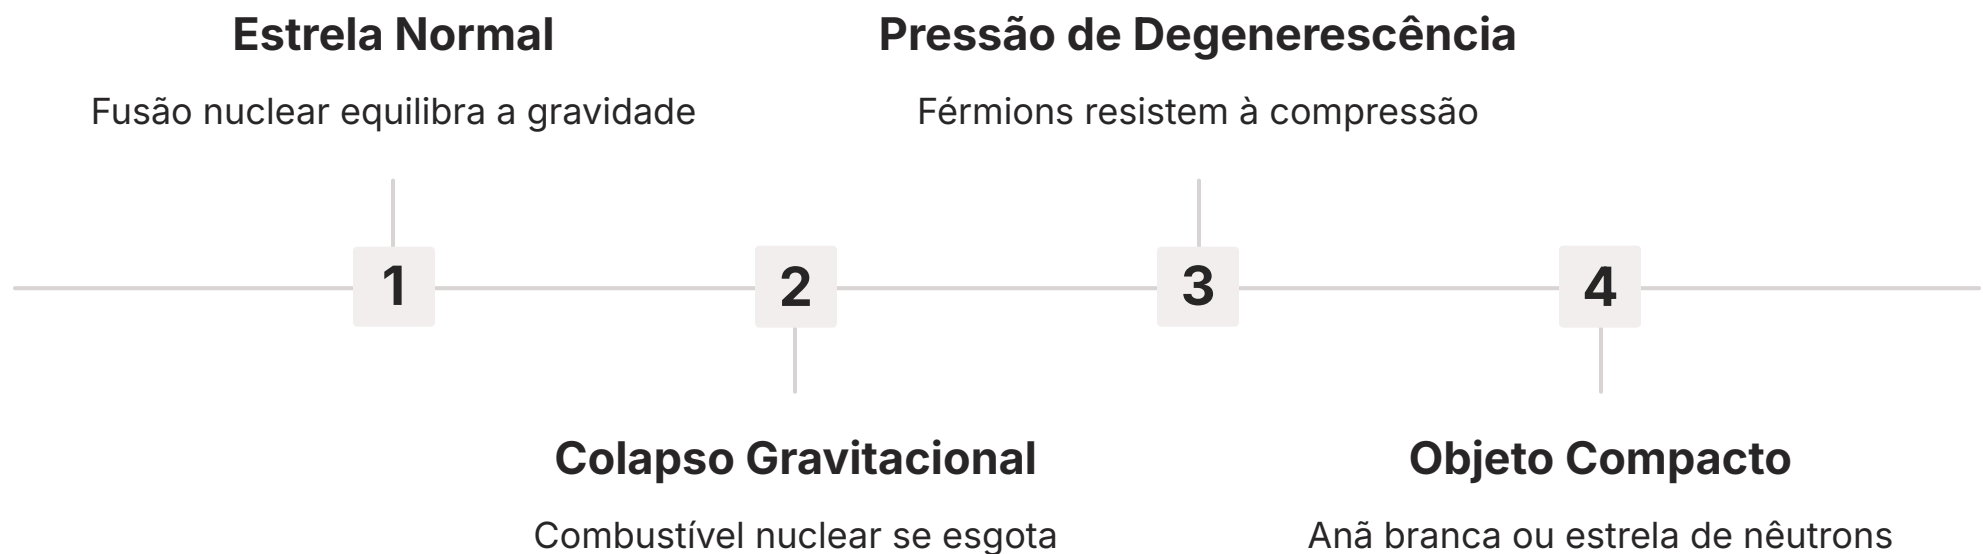 Estrela Normal
Fusão nuclear equilibra a gravidade
Pressão de Degenerescência
Férmions resistem à compressão
1
2
3
4
Colapso Gravitacional
Combustível nuclear se esgota
Objeto Compacto
Anã branca ou estrela de nêutrons